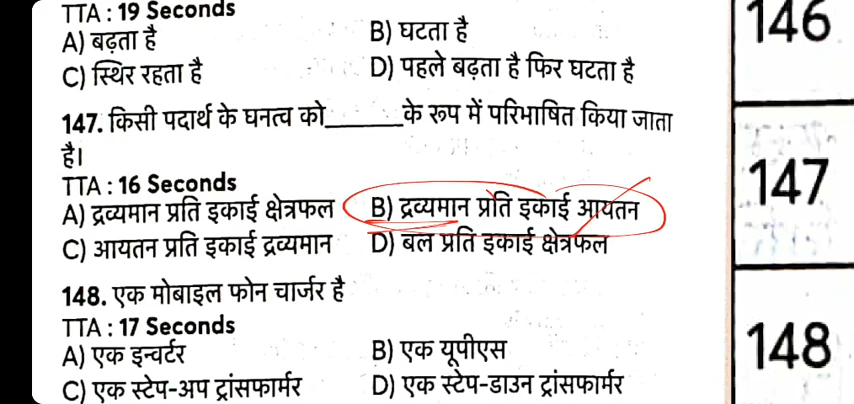 TTA : 19 Seconds
A) बढ़ता है B) घटता है
C) स्थिर रहता है D) पहले बढ़ता है फिर घटता है
147. किसी पदार्थ के घनत्व को______के रूप में परिभाषित किया जाता
है।
TTA : 16 Seconds
A) द्रव्यमान प्रति इकाई क्षेत्रफल B) द्रव्यमान प्रति इकाई आयतन
C) आयतन प्रति इकाई द्रव्यमान D) बल प्रति इकाई क्षेत्रफल
148. एक मोबाइल फोन चार्जर है
TTA : 17 Seconds
A) एक इन्वर्टर B) एक यूपीएस
C) एक स्टेप-अप ट्रांसफार्मर D) एक स्टेप-डाउन ट्रांसफार्मर
146
147
148